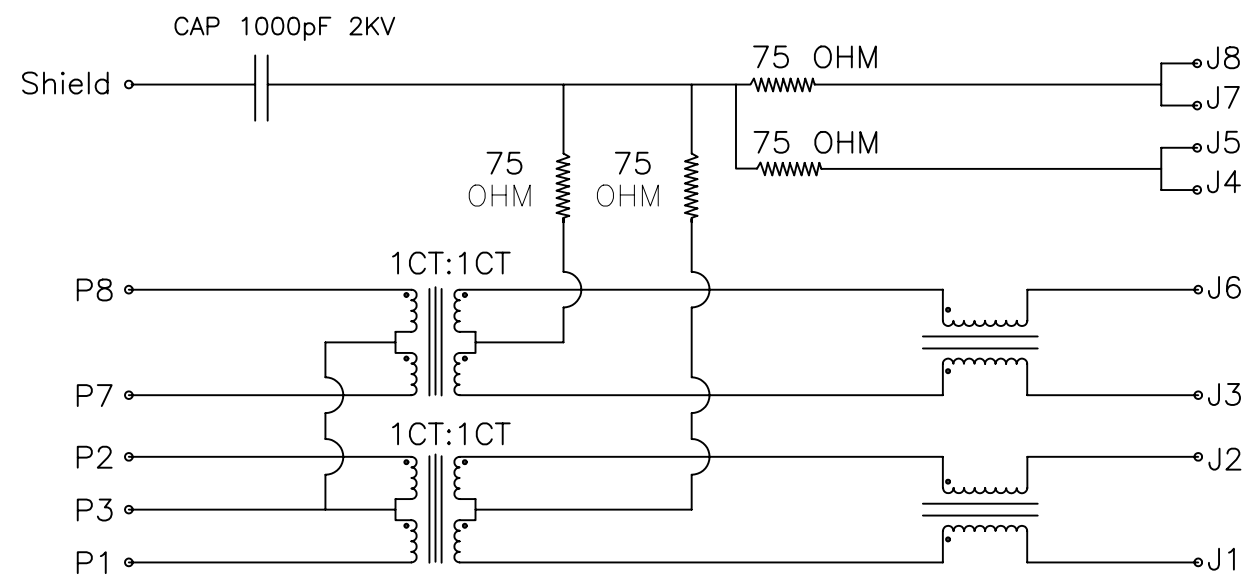 CAP 1000pF 2KV
Shield
75 OHM
J8
J7
75 OHM
J5
J4
75
OHM
75
OHM
1CT:1CT
P8
J6
P7
J3
1CT:1CT
P2
J2
P3
P1
J1